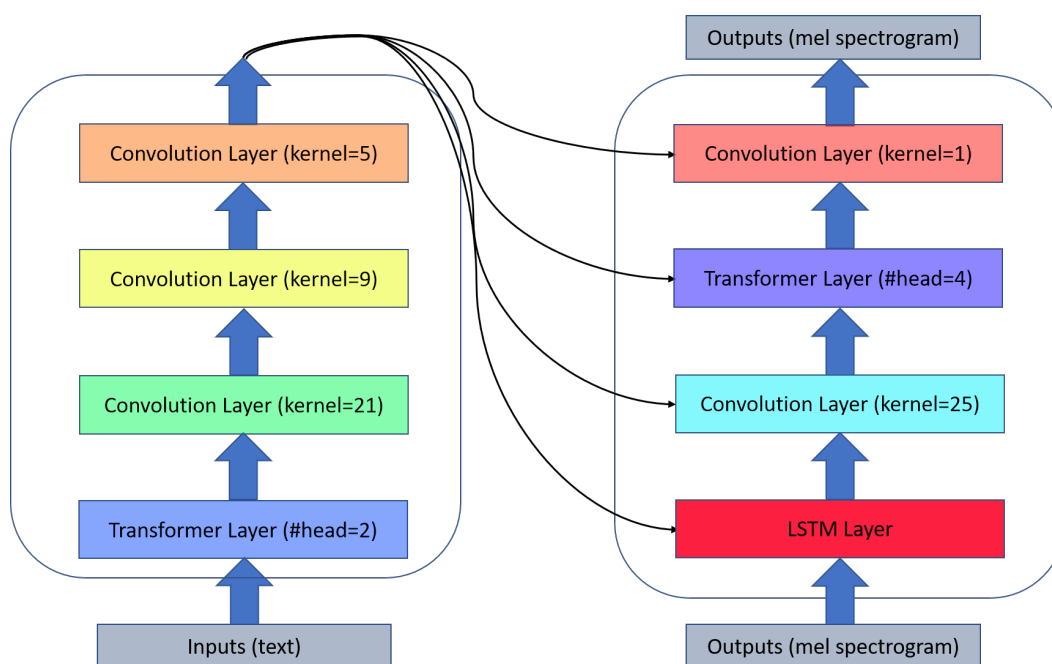 Convolution Layer (kernel=5)
Convolution Layer (kernel=9)
Convolution Layer (kernel=21)
Transformer Layer (#head=2)
Inputs (text)
Outputs (mel spectrogram)
Convolution Layer (kernel=1)
Transformer Layer (#head=4)
Convolution Layer (kernel=25)
LSTM Layer
Outputs (mel spectrogram)